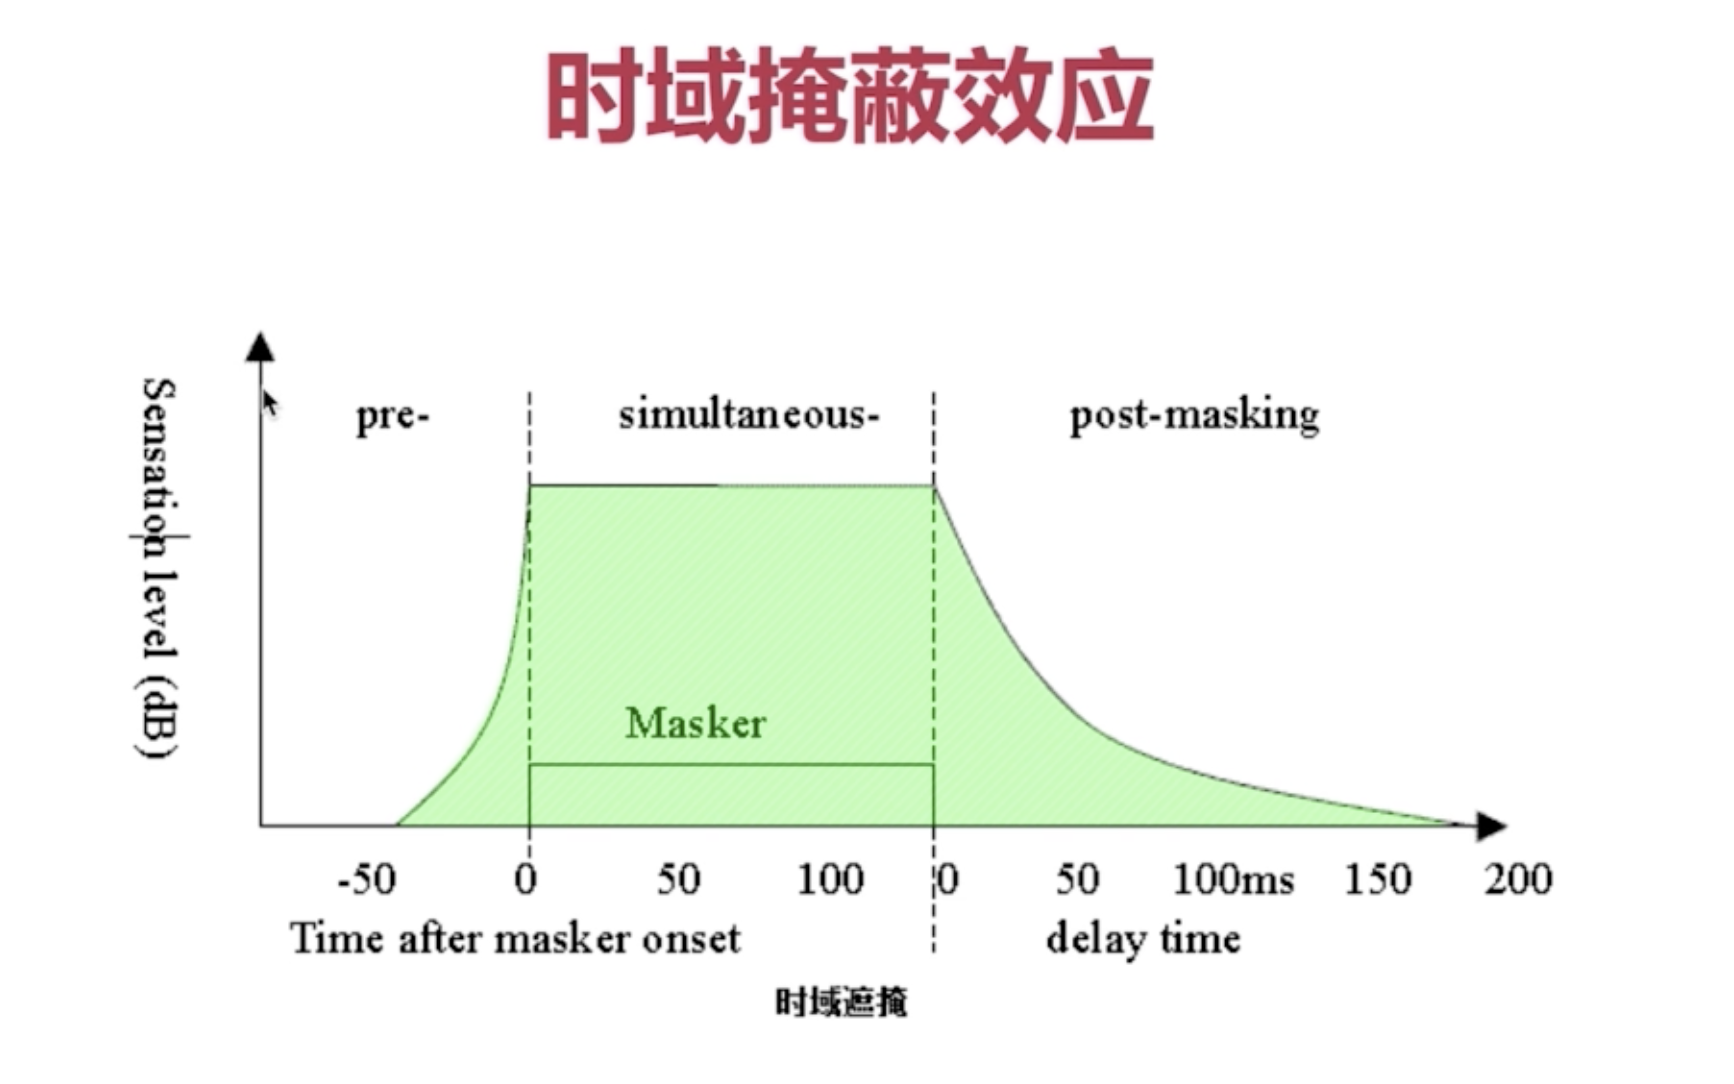 时域掩蔽效应
pre-
simultaneous-
post-masking
Sensation level (dB)
Masker
-50 0 50 100 0 50 100ms 150 200
Time after masker onset
delay time
时域遮掩